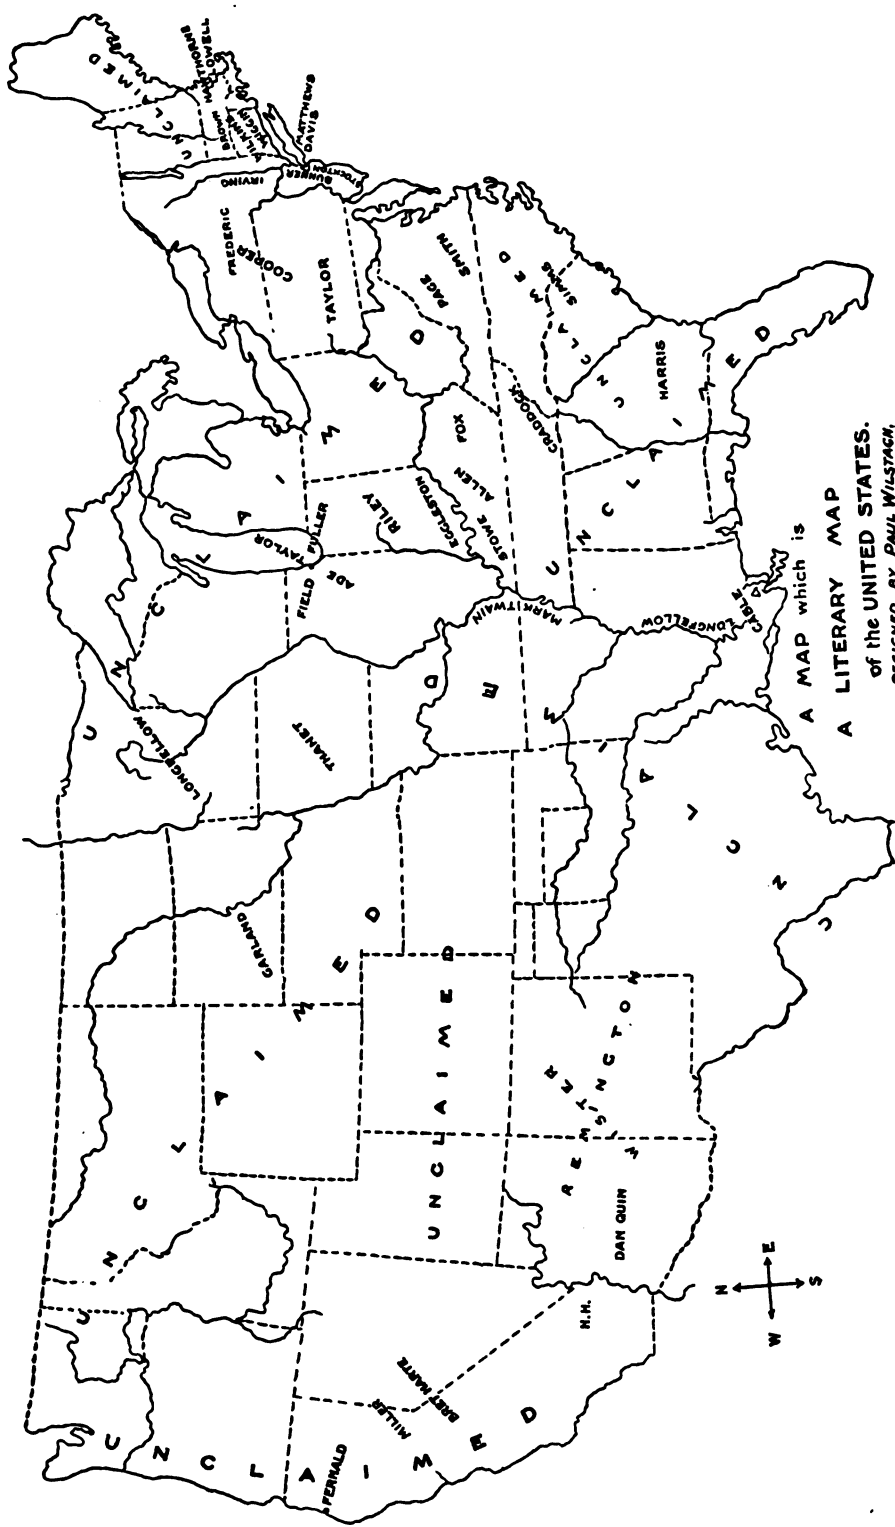 A MAP which is
A LITERARY MAP
of the UNITED STATES.
DESIGNED BY PAUL WILSTACH,
UNCLAIMED
HAWTHORNE
HOWELL
BROWN
WILKINS
WIGGIN
MATTHEWS
DAVIS
BUNNER
STOCKTON
IRVING
FREDERIC
COOPER
TAYLOR
PAGE
SMITH
UNCLAIMED
SIMMS
HARRIS
CRADDOCK
FOX
ALLEN
STOWE
EGGLESTON
RILEY
FULLER
TAYLOR
FIELD
ADE
UNCLAIMED
UNCLAIMED
MARK TWAIN
LONGFELLOW
CABLE
LONGFELLOW
THANET
GARLAND
UNCLAIMED
UNCLAIMED
UNCLAIMED
REMINGTON
WISTER
DAN QUIN
H.H.
BRET HARTE
MILLER
FERNALD
UNCLAIMED
N
E
S
W